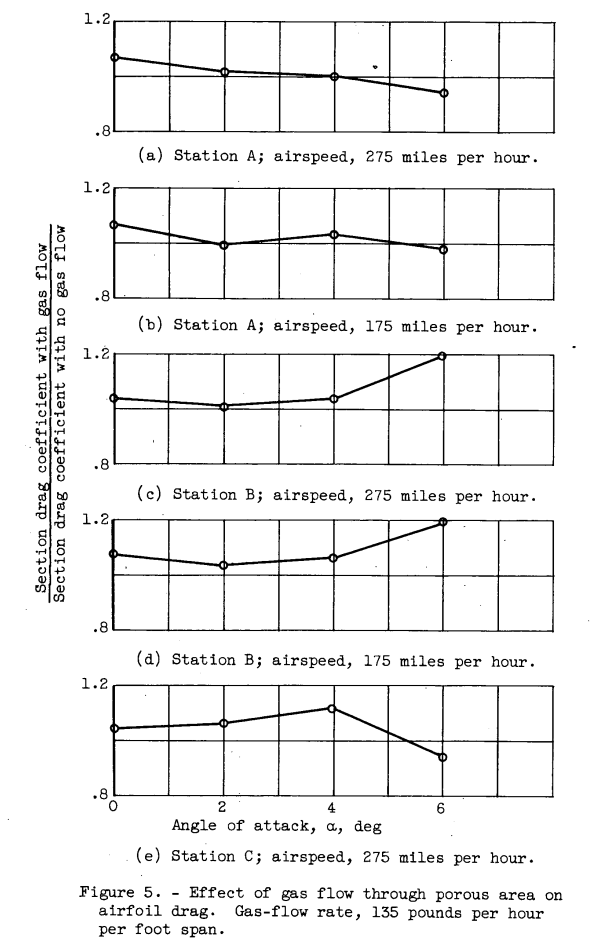 1.2
.8
(a) Station A; airspeed, 275 miles per hour.
1.2
.8
(b) Station A; airspeed, 175 miles per hour.
1.2
.8
(c) Station B; airspeed, 275 miles per hour.
1.2
.8
(d) Station B; airspeed, 175 miles per hour.
1.2
.8
0 2 4 6
Angle of attack, α, deg
(e) Station C; airspeed, 275 miles per hour.
Section drag coefficient with gas flow
Section drag coefficient with no gas flow
Figure 5. - Effect of gas flow through porous area on
airfoil drag. Gas-flow rate, 135 pounds per hour
per foot span.